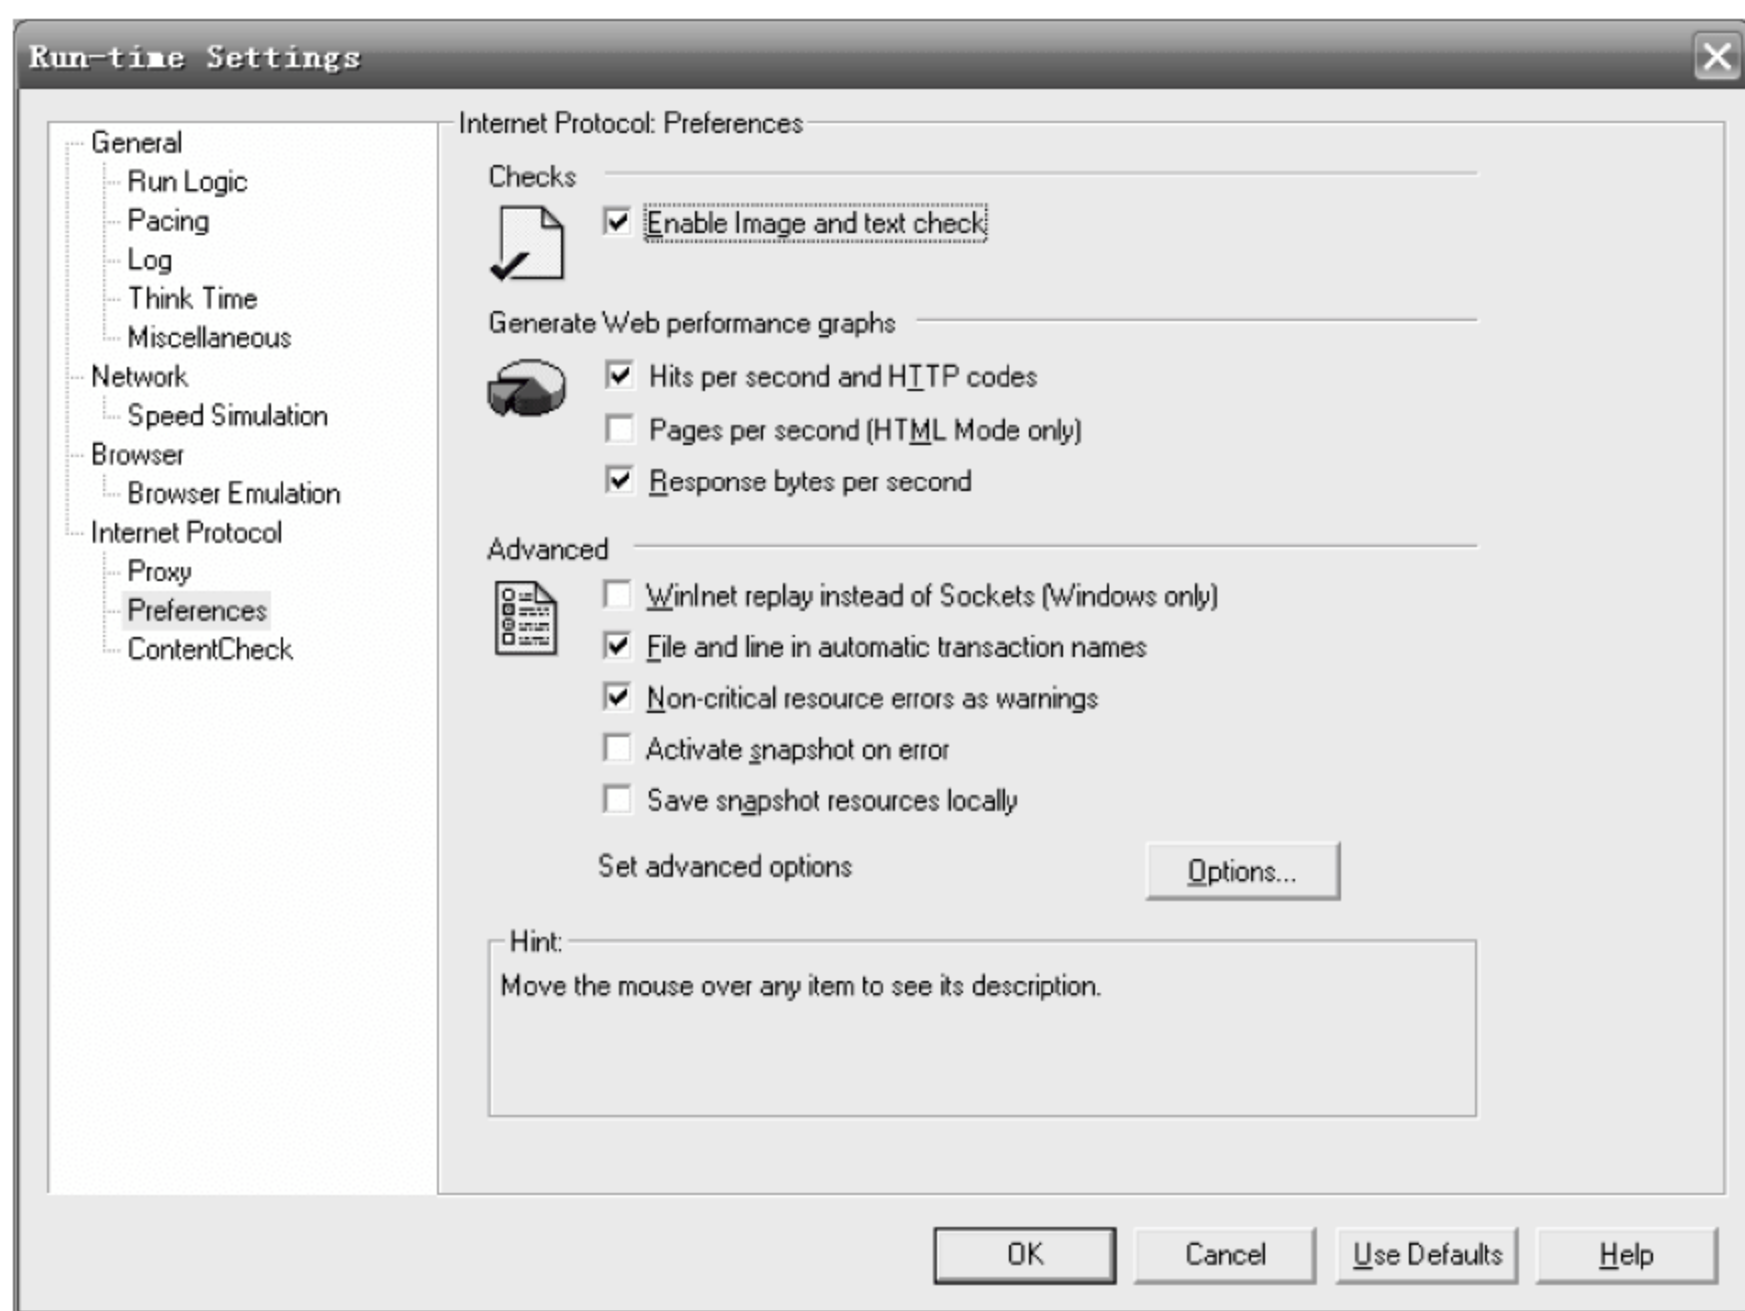 Run-time Settings
General
Run Logic
Pacing
Log
Think Time
Miscellaneous
Network
Speed Simulation
Browser
Browser Emulation
Internet Protocol
Proxy
Preferences
ContentCheck
Internet Protocol: Preferences
Checks
Enable Image and text check
Generate Web performance graphs
Hits per second and HTTP codes
Pages per second (HTML Mode only)
Response bytes per second
Advanced
WinInet replay instead of Sockets (Windows only)
File and line in automatic transaction names
Non-critical resource errors as warnings
Activate snapshot on error
Save snapshot resources locally
Set advanced options
Options...
Hint:
Move the mouse over any item to see its description.
OK Cancel Use Defaults Help